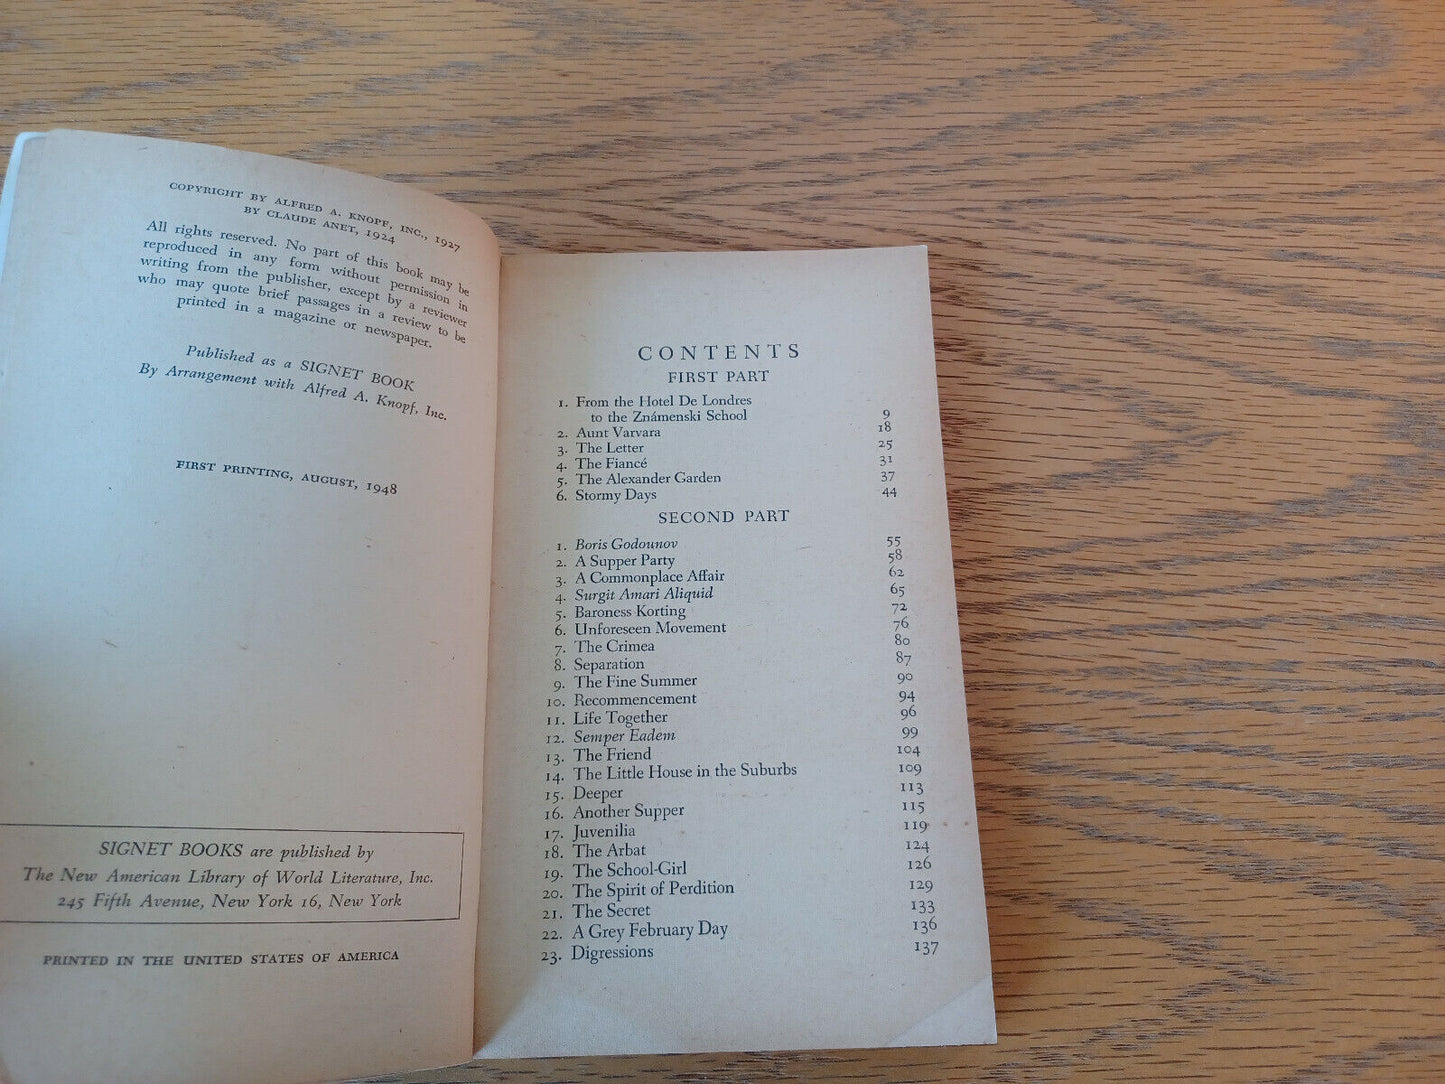 COPYRIGHT BY ALFRED A. KNOPF, INC., 1927
BY CLAUDE ANET, 1924
All rights reserved. No part of this book may be
reproduced in any form without permission in
writing from the publisher, except by a reviewer
who may quote brief passages in a review to be
printed in a magazine or newspaper.
Published as a SIGNET BOOK
By Arrangement with Alfred A. Knopf, Inc.
FIRST PRINTING, AUGUST, 1948
SIGNET BOOKS are published by
The New American Library of World Literature, Inc.
245 Fifth Avenue, New York 16, New York
PRINTED IN THE UNITED STATES OF AMERICA
CONTENTS
FIRST PART
1. From the Hotel De Londres
to the Známenski School 9
2. Aunt Varvara 18
3. The Letter 25
4. The Fiancé 31
5. The Alexander Garden 37
6. Stormy Days 44
SECOND PART
1. Boris Godounov 55
2. A Supper Party 58
3. A Commonplace Affair 62
4. Surgit Amari Aliquid 65
5. Baroness Korting 72
6. Unforeseen Movement 76
7. The Crimea 80
8. Separation 87
9. The Fine Summer 90
10. Recommencement 94
11. Life Together 96
12. Semper Eadem 99
13. The Friend 104
14. The Little House in the Suburbs 109
15. Deeper 113
16. Another Supper 115
17. Juvenilia 119
18. The Arbat 124
19. The School-Girl 126
20. The Spirit of Perdition 129
21. The Secret 133
22. A Grey February Day 136
23. Digressions 137